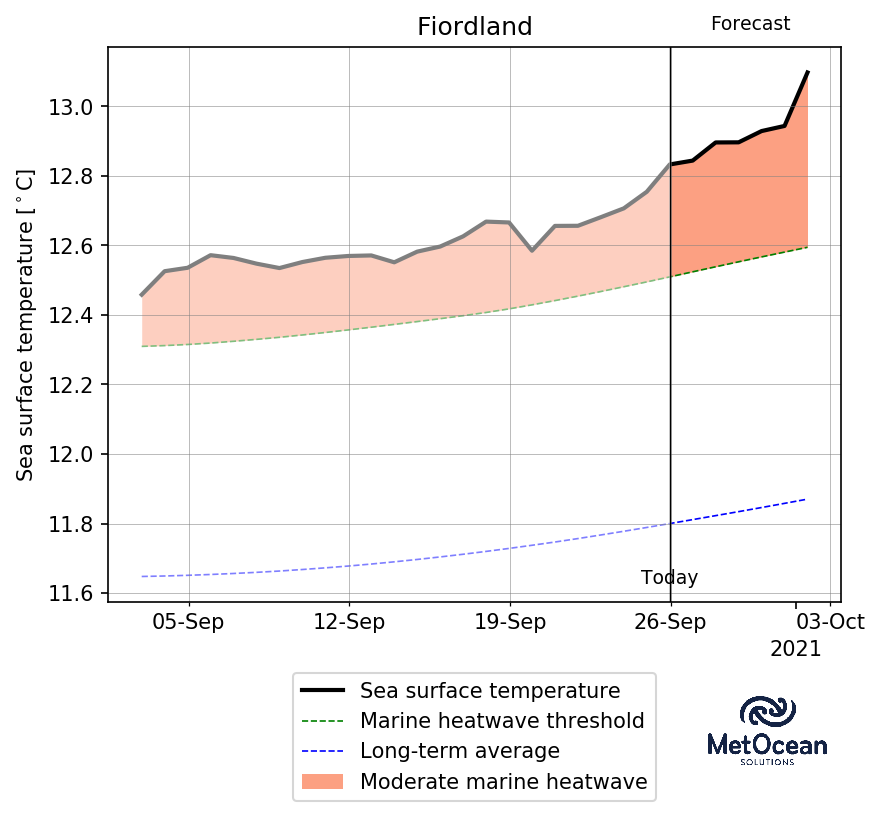 Fiordland
Forecast
Sea surface temperature [°C]
13.0
12.8
12.6
12.4
12.2
12.0
11.8
11.6
Today
05-Sep 12-Sep 19-Sep 26-Sep 03-Oct
2021
Sea surface temperature
Marine heatwave threshold
Long-term average
Moderate marine heatwave
MetOcean
SOLUTIONS